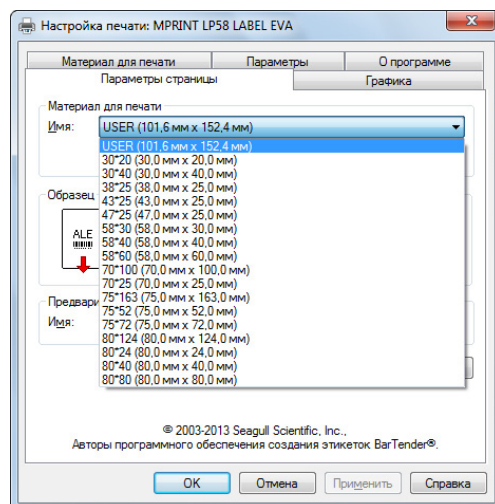 Настройка печати: MPRINT LP58 LABEL EVA
Материал для печати
Параметры
О программе
Параметры страницы
Графика
Материал для печати
Имя:
USER (101,6 мм x 152,4 мм)
USER (101,6 мм x 152,4 мм)
30*20 (30,0 мм x 20,0 мм)
30*40 (30,0 мм x 40,0 мм)
38*25 (38,0 мм x 25,0 мм)
43*25 (43,0 мм x 25,0 мм)
47*25 (47,0 мм x 25,0 мм)
58*30 (58,0 мм x 30,0 мм)
58*40 (58,0 мм x 40,0 мм)
58*60 (58,0 мм x 60,0 мм)
70*100 (70,0 мм x 100,0 мм)
70*25 (70,0 мм x 25,0 мм)
75*163 (75,0 мм x 163,0 мм)
75*52 (75,0 мм x 52,0 мм)
75*72 (75,0 мм x 72,0 мм)
80*124 (80,0 мм x 124,0 мм)
80*24 (80,0 мм x 24,0 мм)
80*40 (80,0 мм x 40,0 мм)
80*80 (80,0 мм x 80,0 мм)
Образец
ALE
Предвари
Имя:
© 2003-2013 Seagull Scientific, Inc.,
Авторы программного обеспечения создания этикеток BarTender®.
OK
Отмена
Применить
Справка